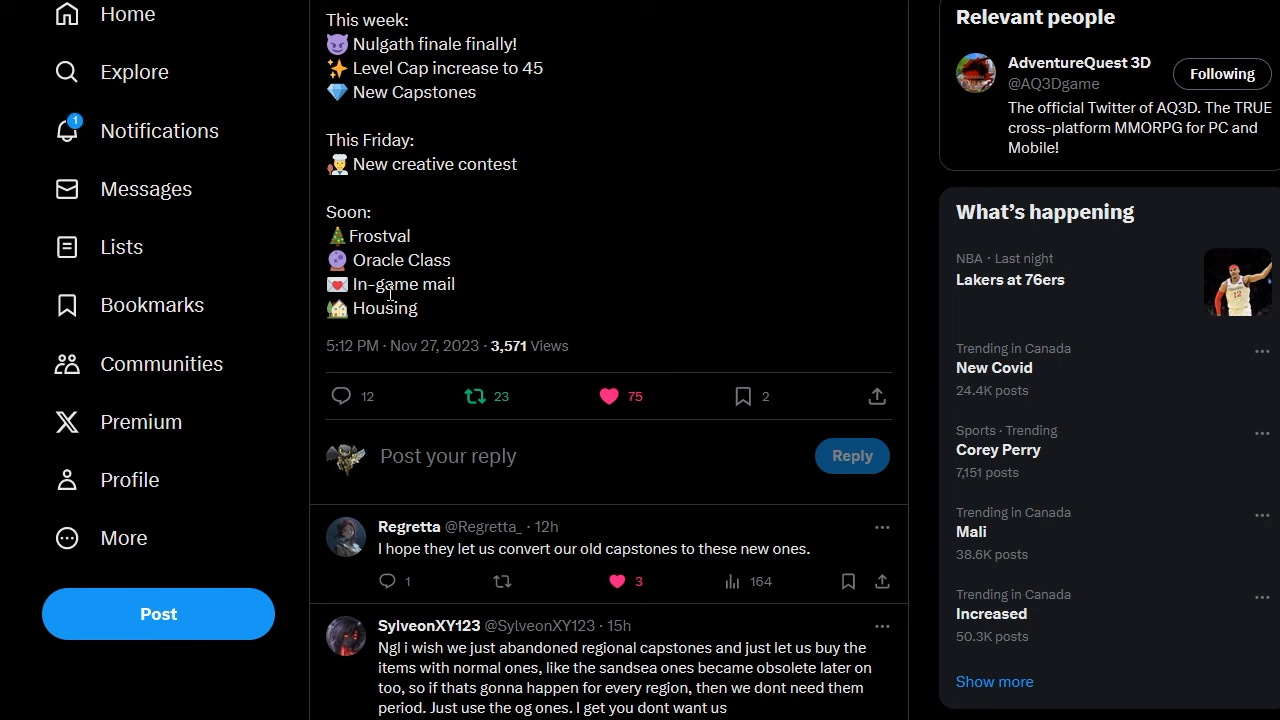 Home
Explore
1
Notifications
Messages
Lists
Bookmarks
Communities
Premium
Profile
More
Post
This week:
😈 Nulgath finale finally!
✨ Level Cap increase to 45
💎 New Capstones
This Friday:
🧑‍🍳 New creative contest
Soon:
🎄Frostval
🔮 Oracle Class
💌 In-game mail
🏡 Housing
5:12 PM · Nov 27, 2023 · 3,571 Views
12 23 75 2
Post your reply
Reply
Regretta @Regretta_ · 12h
I hope they let us convert our old capstones to these new ones.
1 3 164
SylveonXY123 @SylveonXY123 · 15h
Ngl i wish we just abandoned regional capstones and just let us buy the
items with normal ones, like the sandsea ones became obsolete later on
too, so if thats gonna happen for every region, then we dont need them
period. Just use the og ones. I get you dont want us
Relevant people
AdventureQuest 3D
@AQ3Dgame
Following
The official Twitter of AQ3D. The TRUE
cross-platform MMORPG for PC and
Mobile!
What's happening
NBA · Last night
Lakers at 76ers
12
Trending in Canada
New Covid
24.4K posts
Sports · Trending
Corey Perry
7,151 posts
Trending in Canada
Mali
38.6K posts
Trending in Canada
Increased
50.3K posts
Show more